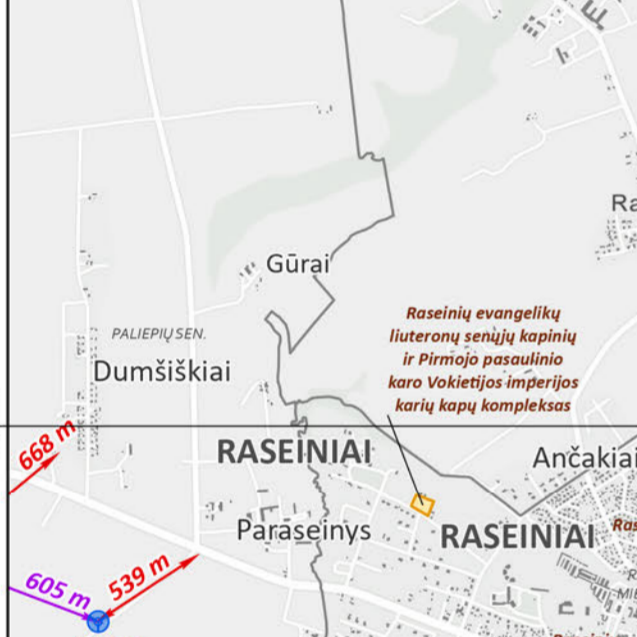 Gūrai
Raseinių evangelikų
liuteronų senųjų kapinių
ir Pirmojo pasaulinio
karo Vokietijos imperijos
karių kapų kompleksas
PALIEPIŲ SEN.
Dumšiškiai
668 m
RASEINIAI
Ančakiai
Paraseinys
RASEINIAI
539 m
605 m